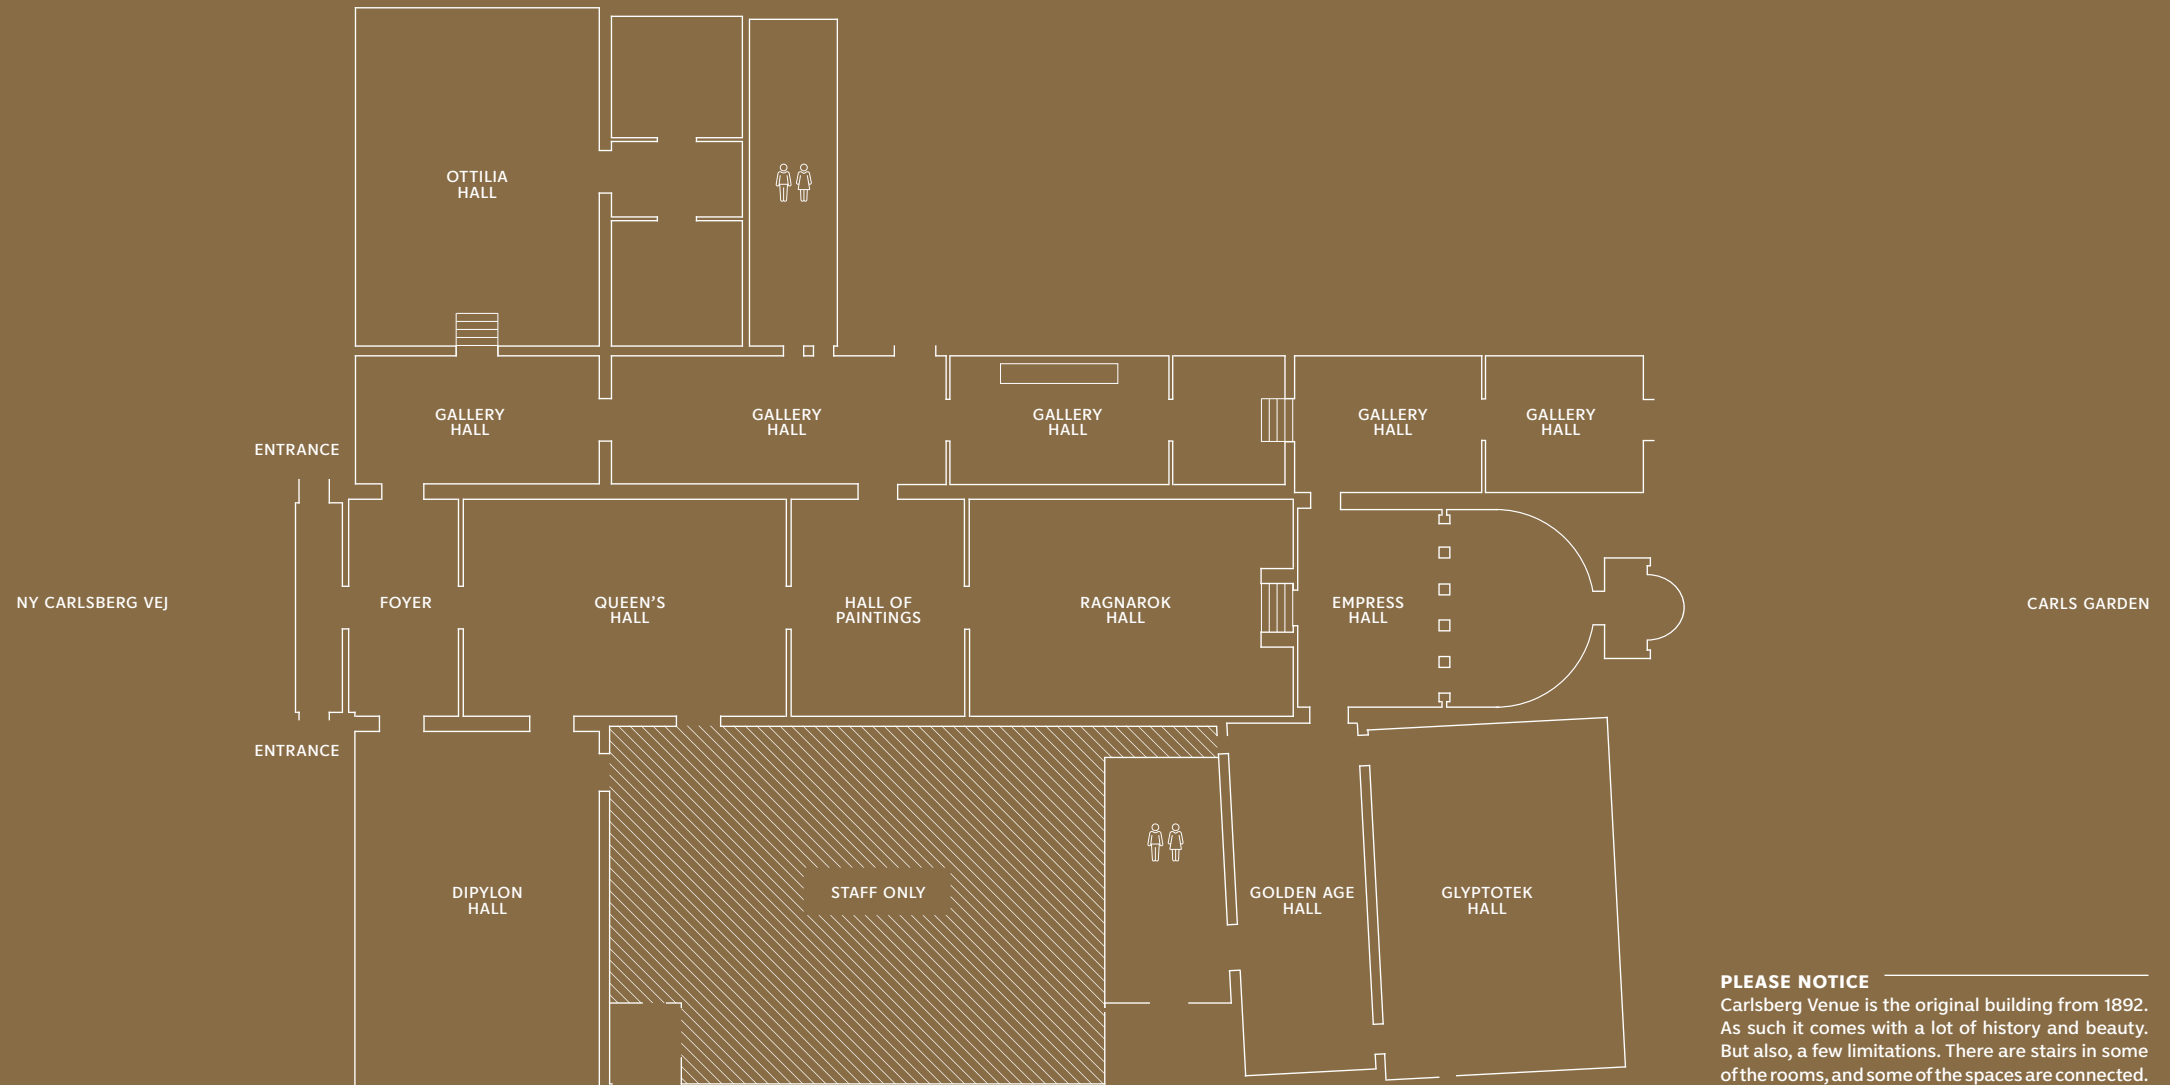 OTTILIA
HALL
GALLERY
HALL
GALLERY
HALL
GALLERY
HALL
GALLERY
HALL
GALLERY
HALL
ENTRANCE
NY CARLSBERG VEJ
FOYER
QUEEN'S
HALL
HALL OF
PAINTINGS
RAGNAROK
HALL
EMPRESS
HALL
CARLS GARDEN
ENTRANCE
DIPYLON
HALL
STAFF ONLY
GOLDEN AGE
HALL
GLYPTOTEK
HALL
PLEASE NOTICE
Carlsberg Venue is the original building from 1892.
As such it comes with a lot of history and beauty.
But also, a few limitations. There are stairs in some
of the rooms, and some of the spaces are connected.